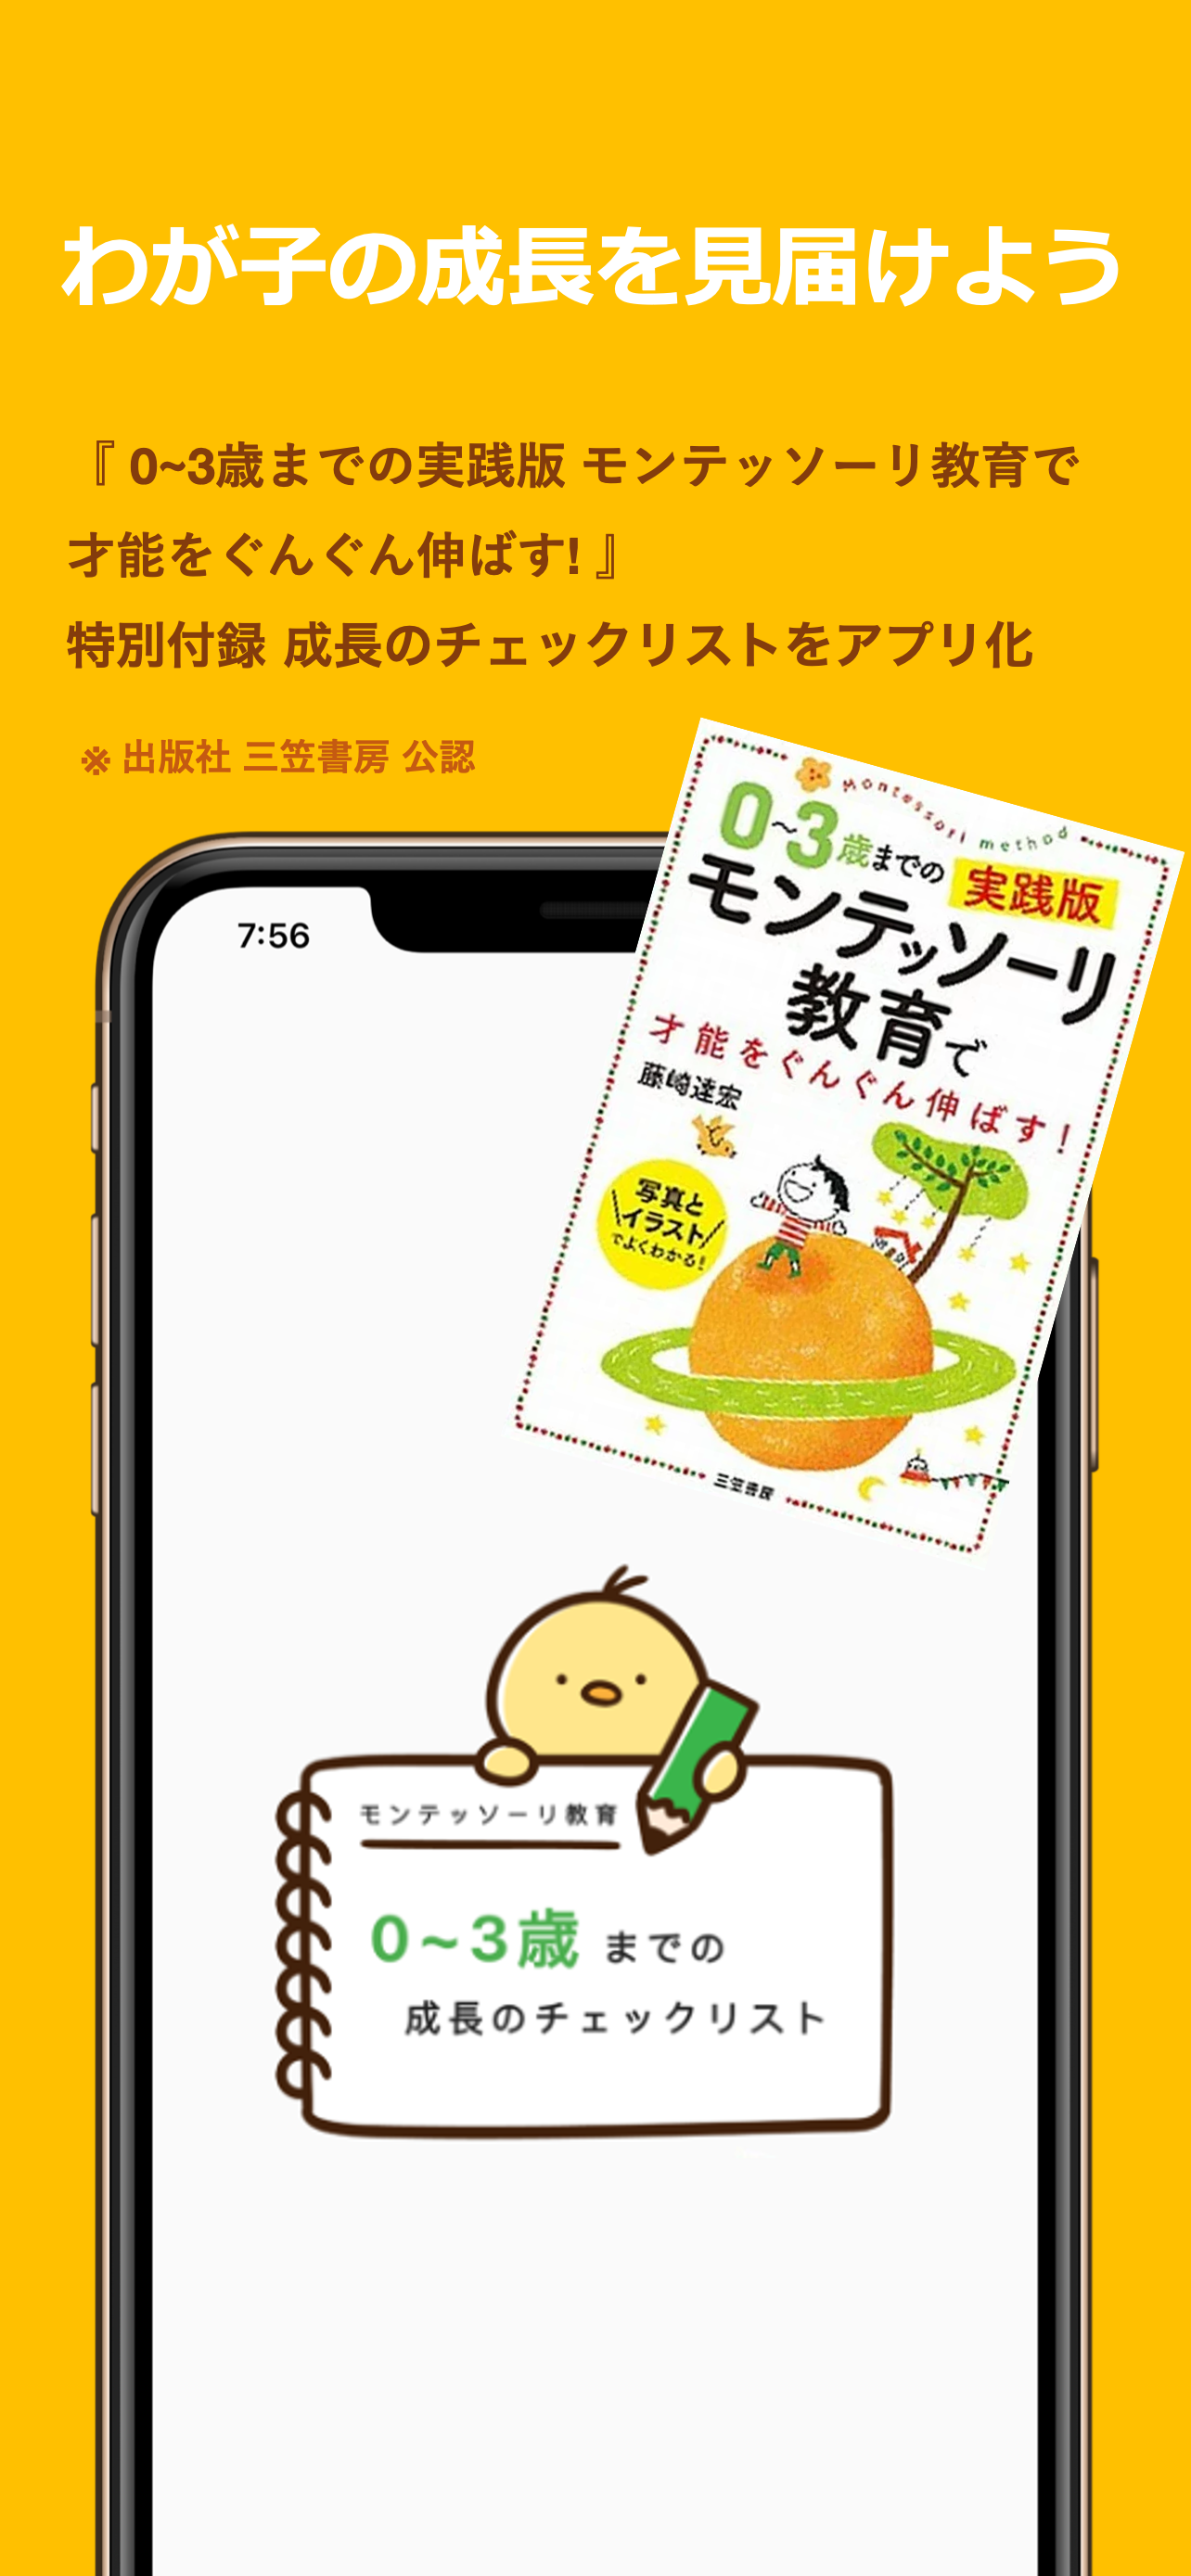 わが子の成長を見届けよう
『 0~3歳までの実践版 モンテッソーリ教育で
才能をぐんぐん伸ばす! 』
特別付録 成長のチェックリストをアプリ化
※ 出版社 三笠書房 公認
7:56
Montessori method
0~3歳までの 実践版
モンテッソーリ
教育で
才能をぐんぐん伸ばす!
藤崎達宏
写真と
イラスト
でよくわかる!
三笠書房
モンテッソーリ教育
0~3歳 までの
成長のチェックリスト